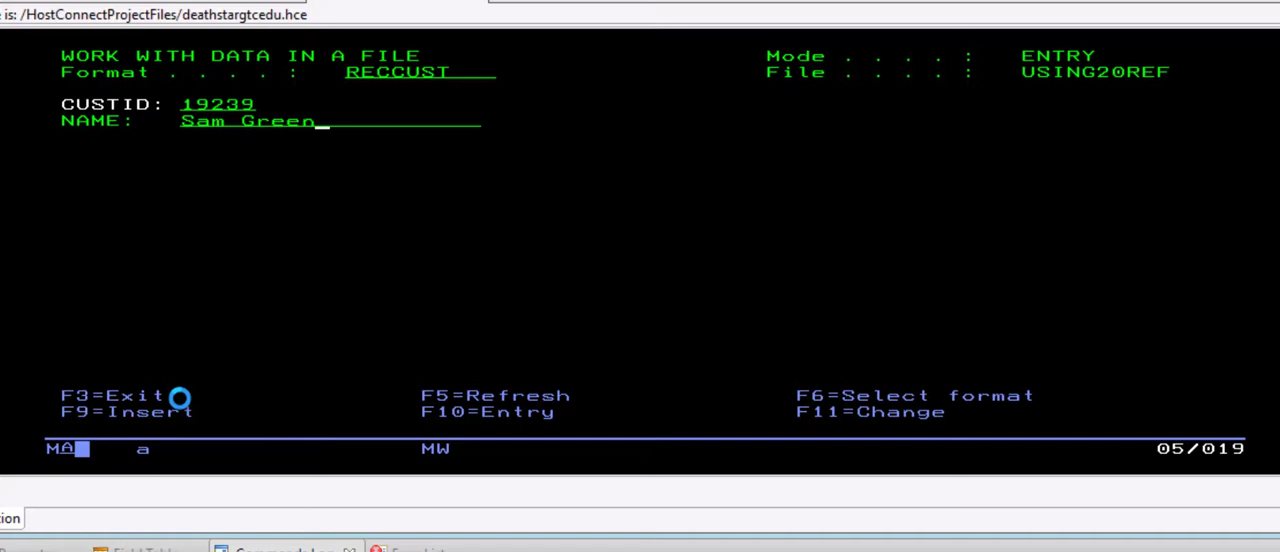 e is: /HostConnectProjectFiles/deathstargtcedu.hce
WORK WITH DATA IN A FILE Mode . . . . : ENTRY
Format . . . . : RECCUST File . . . . : USING20REF
CUSTID: 19239
NAME: Sam Green
F3=Exit F5=Refresh F6=Select format
F9=Insert F10=Entry F11=Change
MA a MW 05/019
tion